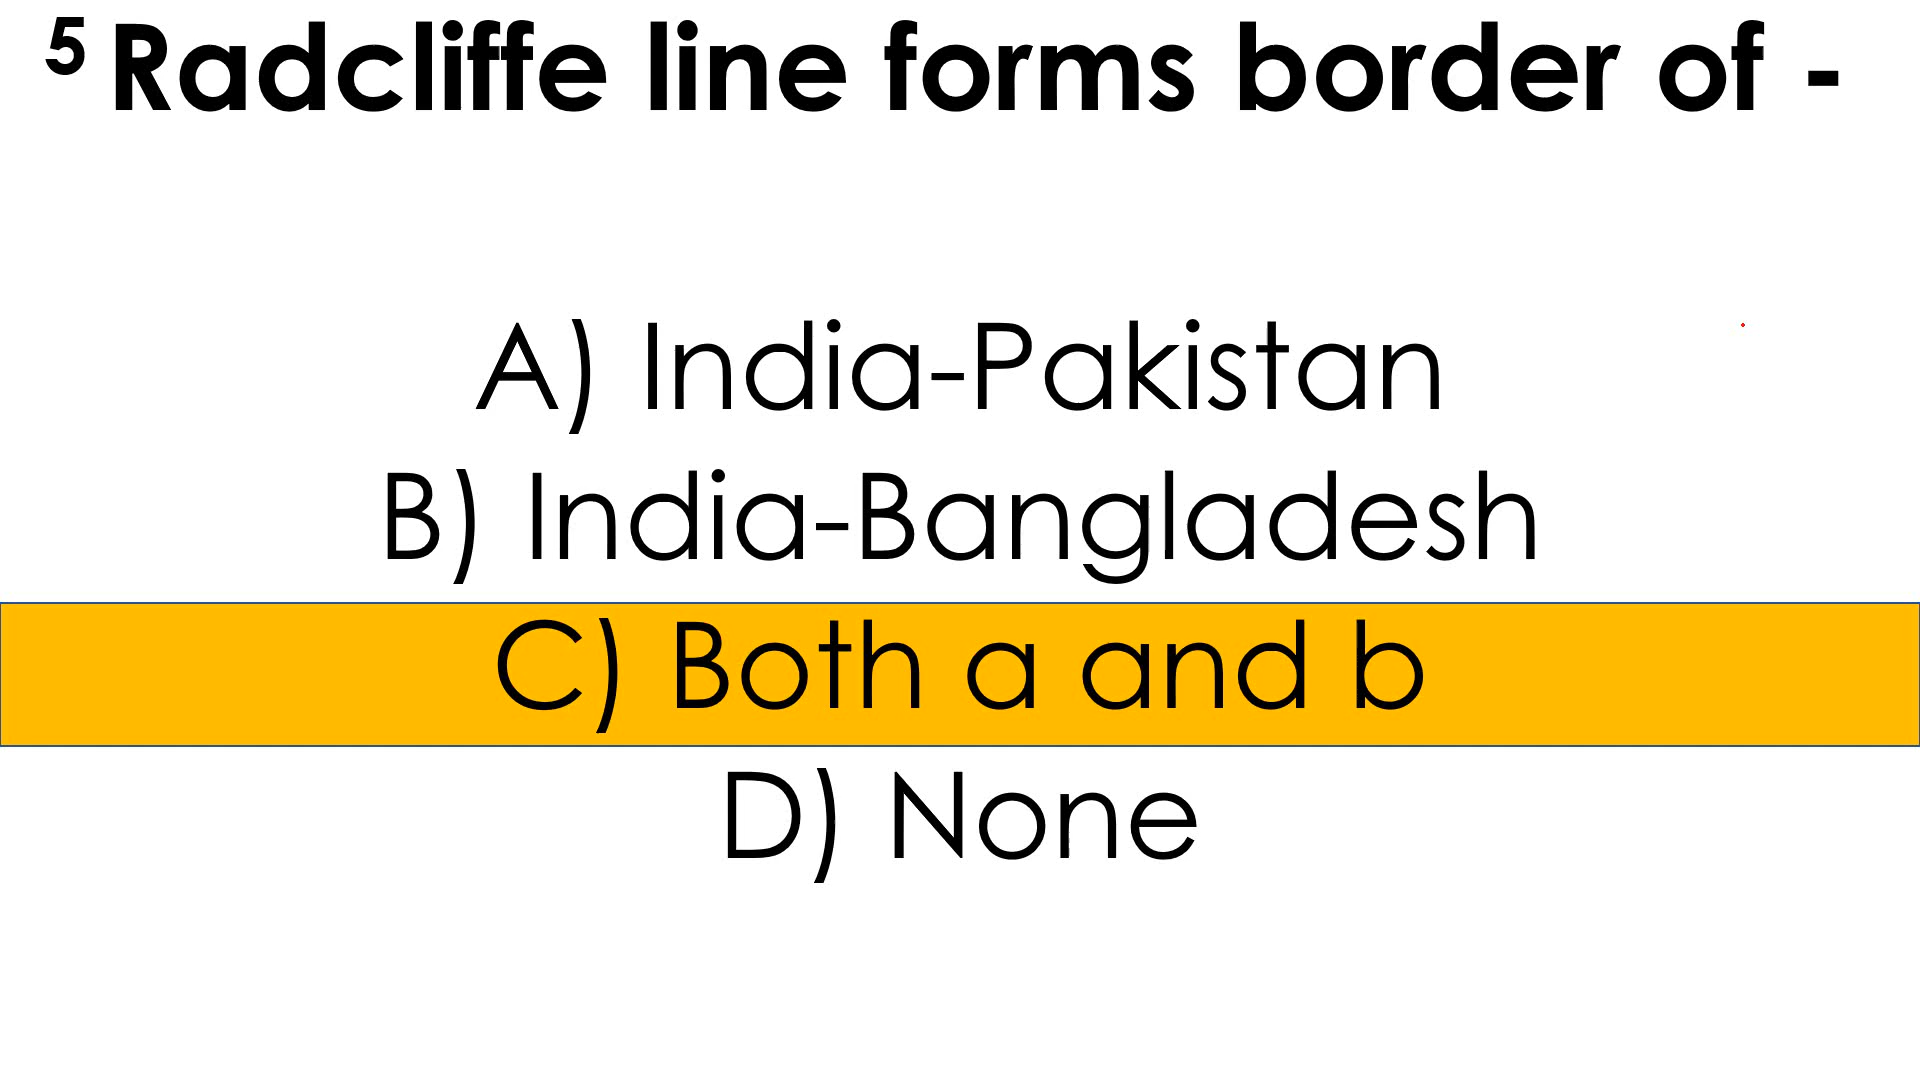 5 Radcliffe line forms border of -
A) India-Pakistan
B) India-Bangladesh
C) Both a and b
D) None